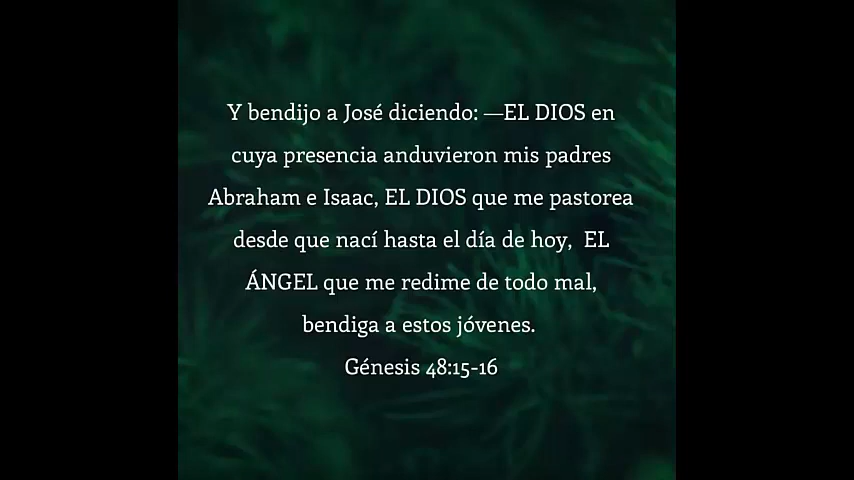 Y bendijo a José diciendo: —EL DIOS en
cuya presencia anduvieron mis padres
Abraham e Isaac, EL DIOS que me pastorea
desde que nací hasta el día de hoy,  EL
ÁNGEL que me redime de todo mal,
bendiga a estos jóvenes.
Génesis 48:15-16